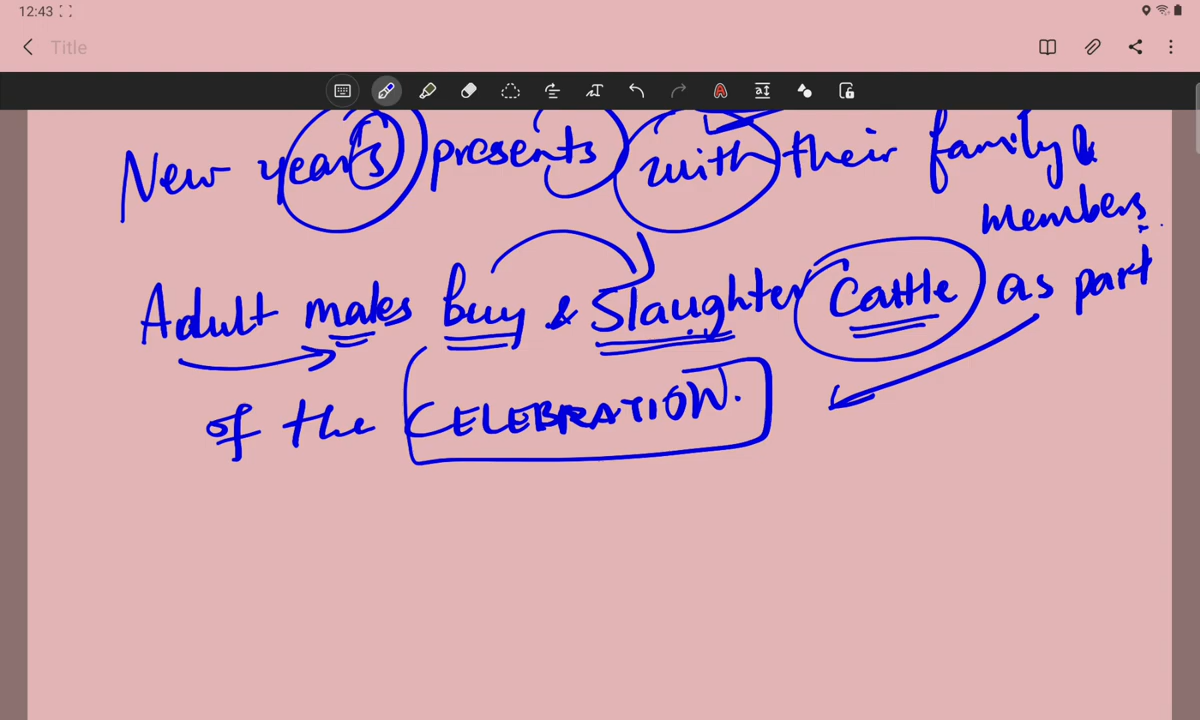 12:43
Title
New year's presents with their family &
members.
Adult males buy & Slaughter Cattle as part
of the CELEBRATION.